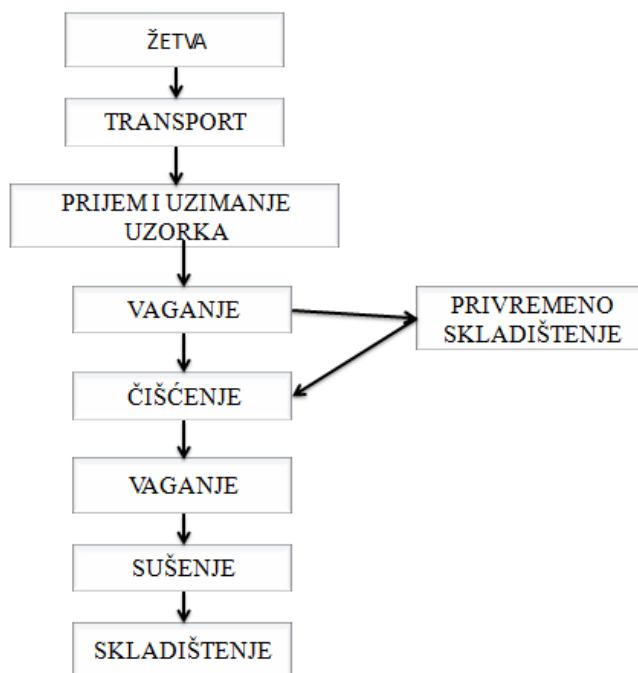 ŽETVA
TRANSPORT
PRIJEM I UZIMANJE
UZORKA
VAGANJE
PRIVREMENO
SKLADIŠTENJE
ČIŠĆENJE
VAGANJE
SUŠENJE
SKLADIŠTENJE